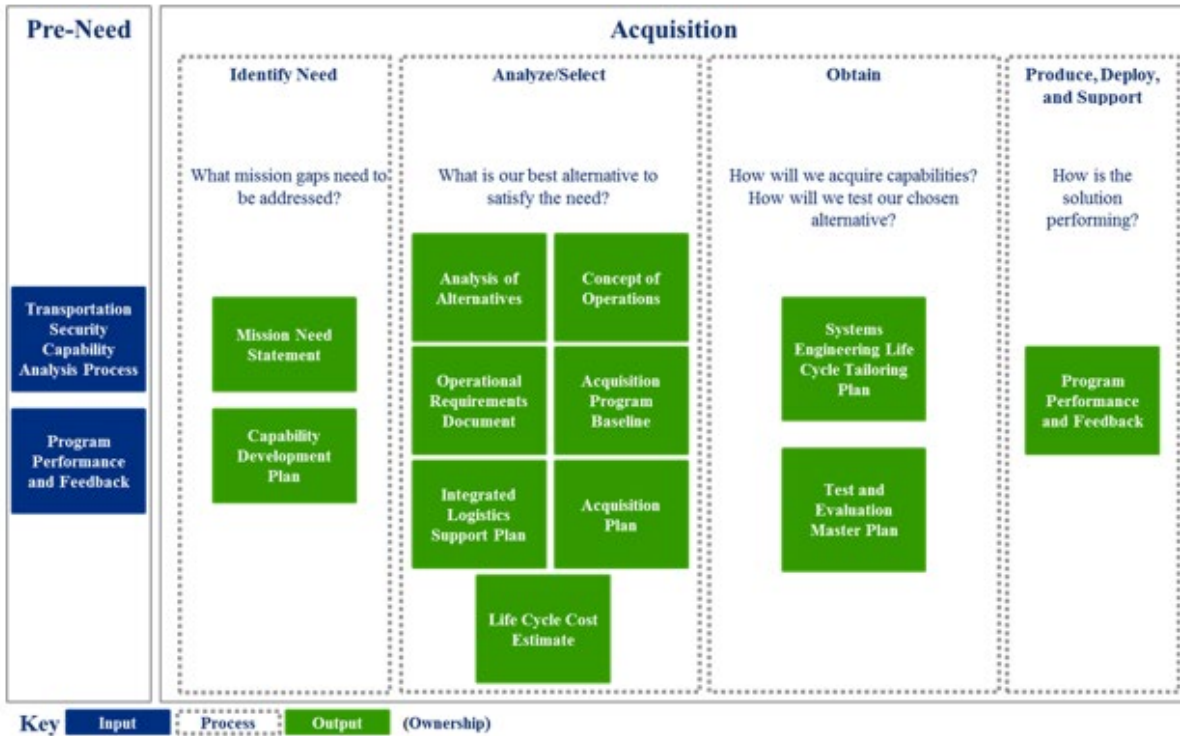 Pre-Need
Acquisition
Identify Need
Analyze/Select
Obtain
Produce, Deploy,
and Support
What mission gaps need to
be addressed?
What is our best alternative to
satisfy the need?
How will we acquire capabilities?
How will we test our chosen
alternative?
How is the
solution
performing?
Transportation
Security
Capability
Analysis Process
Program
Performance
and Feedback
Mission Need
Statement
Capability
Development
Plan
Analysis of
Alternatives
Concept of
Operations
Operational
Requirements
Document
Acquisition
Program
Baseline
Integrated
Logistics
Support Plan
Acquisition
Plan
Life Cycle Cost
Estimate
Systems
Engineering Life
Cycle Tailoring
Plan
Test and
Evaluation
Master Plan
Program
Performance
and Feedback
Key Input Process Output (Ownership)